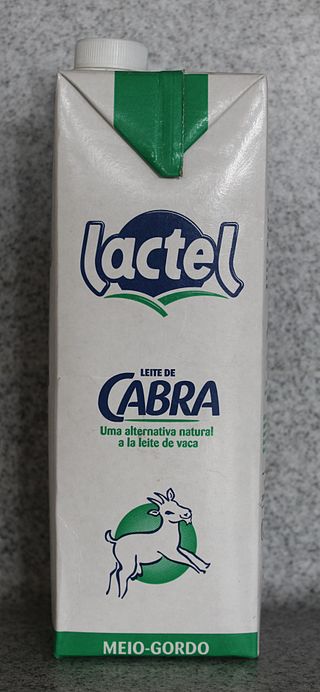 lactel
LEITE DE
CABRA
Uma alternativa natural
a la leite de vaca
MEIO-GORDO